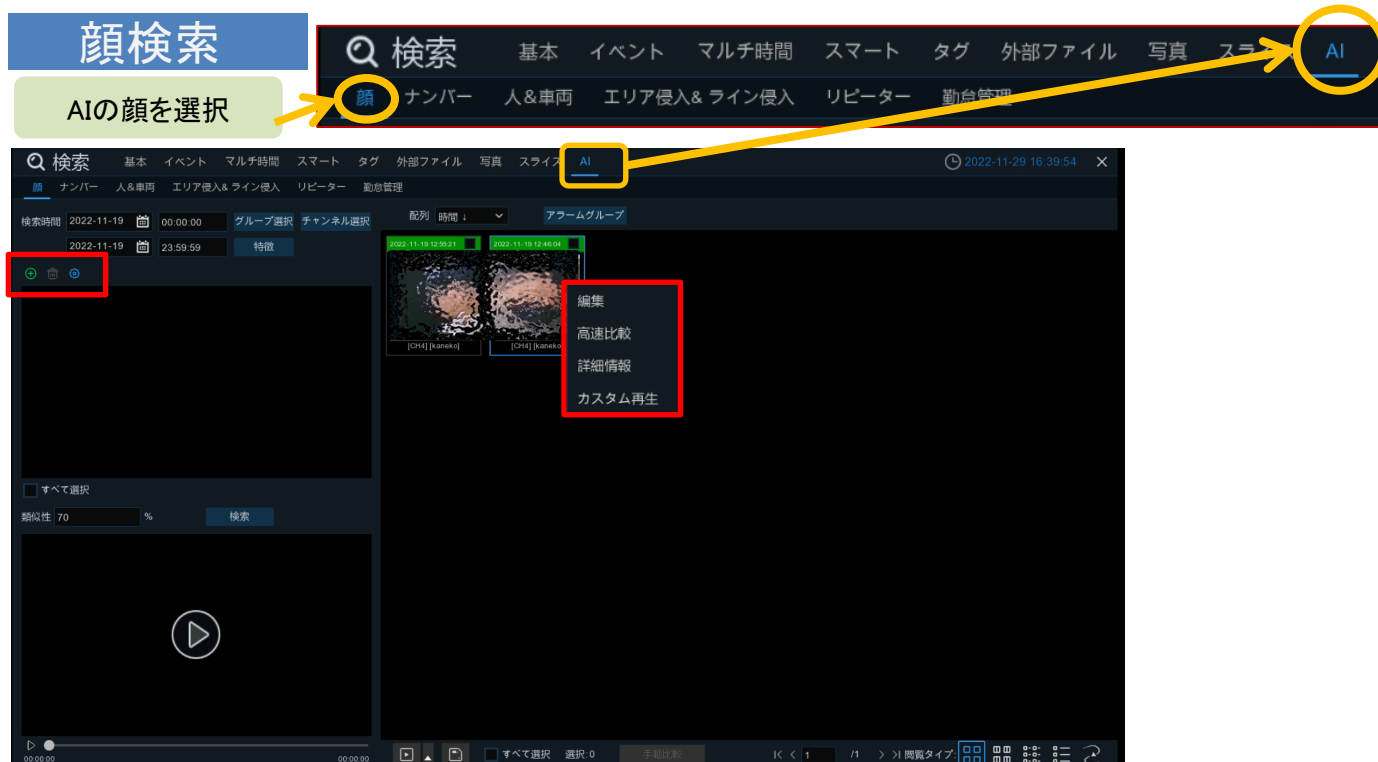 顔検索
AIの顔を選択
検索 基本 イベント マルチ時間 スマート タグ 外部ファイル 写真 スライス AI
顔 ナンバー 人&車両 エリア侵入& ライン侵入 リピーター 勤怠管理
検索 基本 イベント マルチ時間 スマート タグ 外部ファイル 写真 スライス AI 2022-11-29 16:39:54 X
顔 ナンバー 人&車両 エリア侵入& ライン侵入 リピーター 勤怠管理
検索時間 2022-11-19 00:00:00 グループ選択 チャンネル選択 配列 時間↓ アラームグループ
2022-11-19 23:59:59 特徴
2022-11-19 12:55:21 2022-11-19 12:46:04
[CH4] [kaneko] [CH4] [kaneko
編集
高速比較
詳細情報
カスタム再生
すべて選択
類似性 70 % 検索
00:00:00 00:00:00
すべて選択 選択:0 手動比較 1 /1 閲覧タイプ: